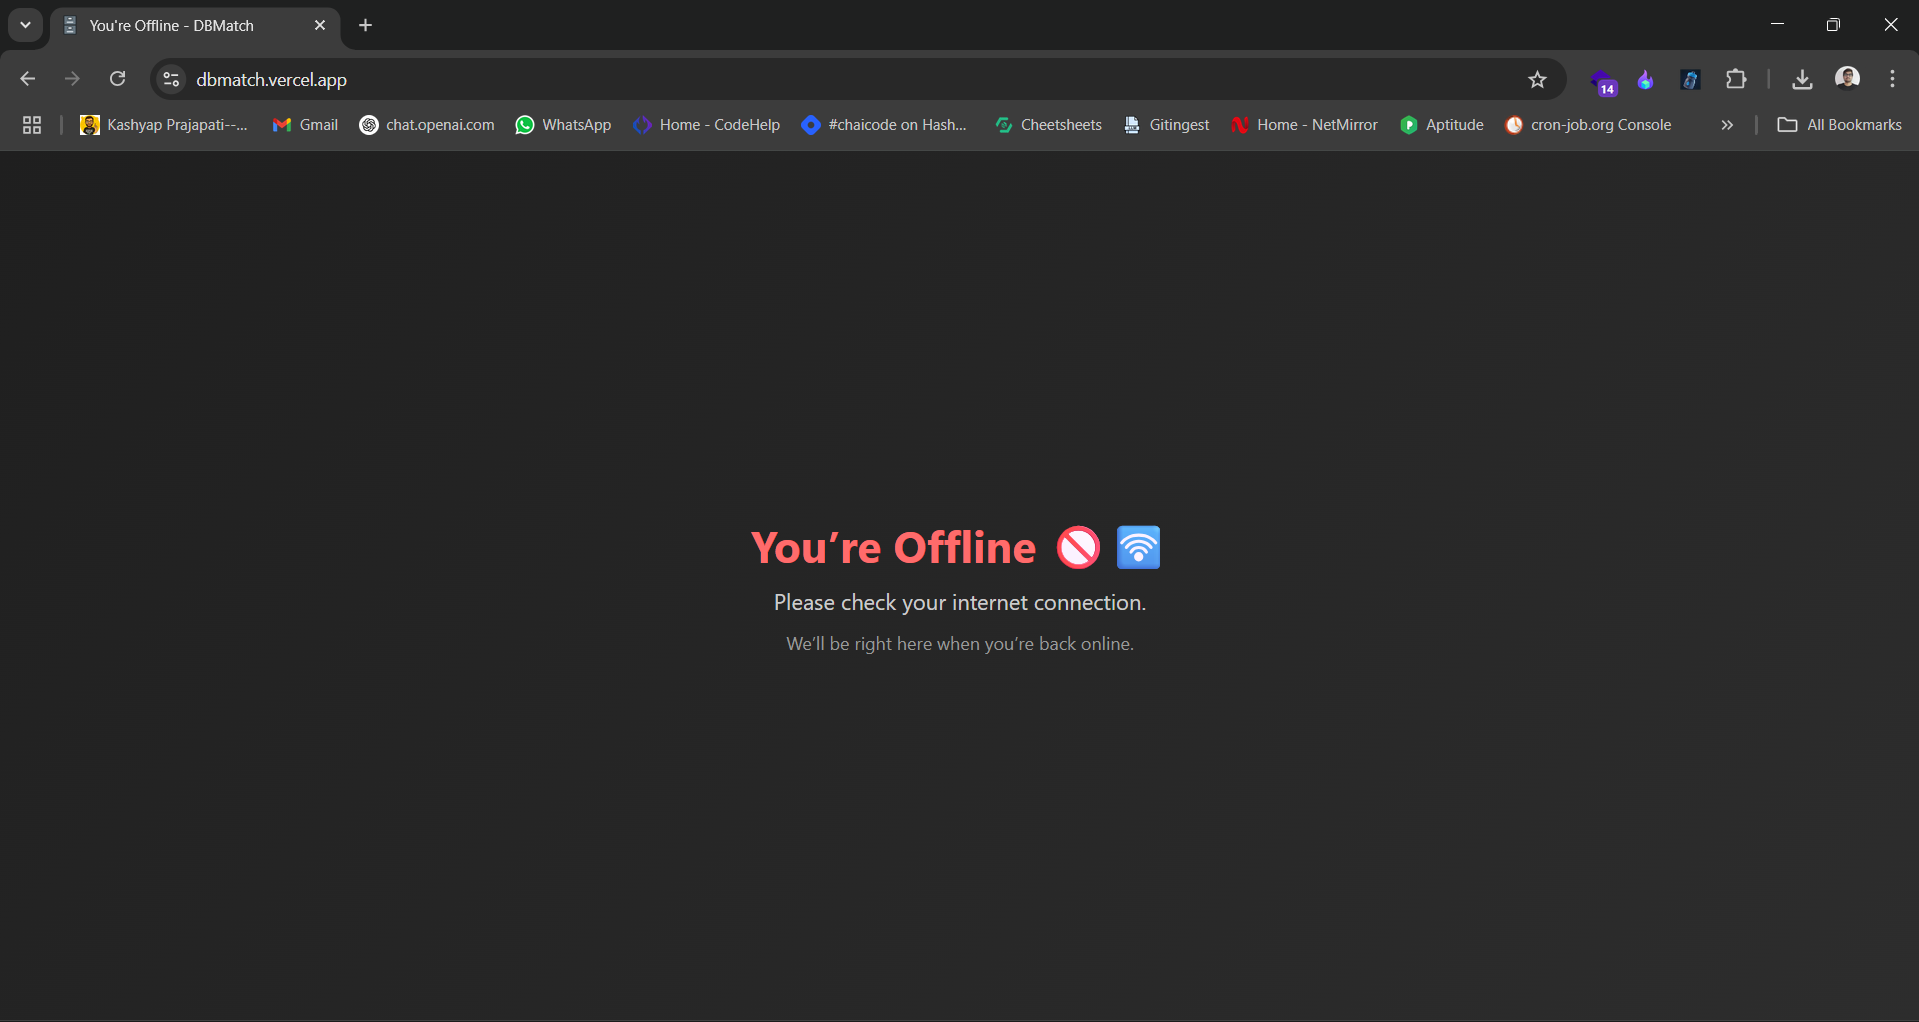 You're Offline - DBMatch
dbmatch.vercel.app
14
Kashyap Prajapati--...
Gmail
chat.openai.com
WhatsApp
Home - CodeHelp
#chaicode on Hash...
Cheetsheets
Gitingest
Home - NetMirror
Aptitude
cron-job.org Console
All Bookmarks
You’re Offline
Please check your internet connection.
We’ll be right here when you’re back online.